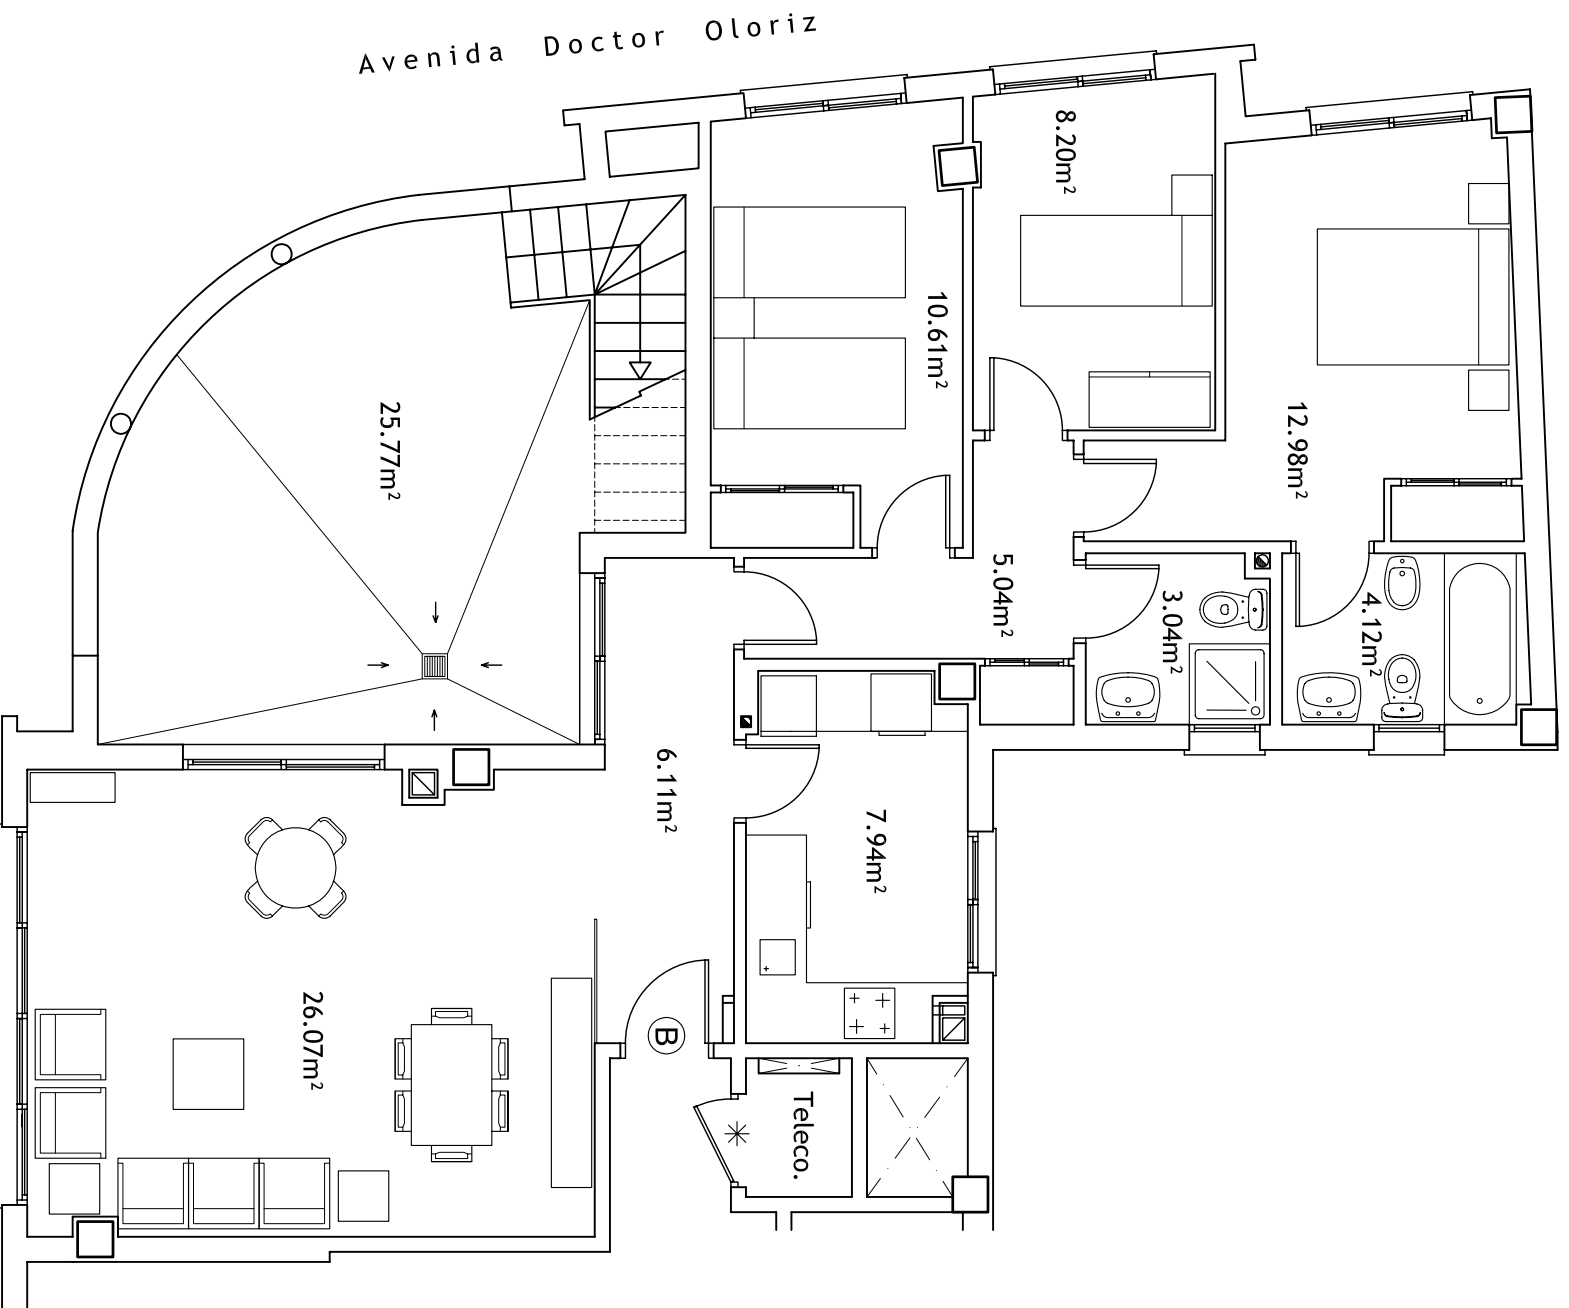 Avenida Doctor Oloriz
8.20m²
10.61m²
12.98m²
25.77m²
5.04m²
3.04m²
4.12m²
6.11m²
7.94m²
26.07m²
B
Teleco.